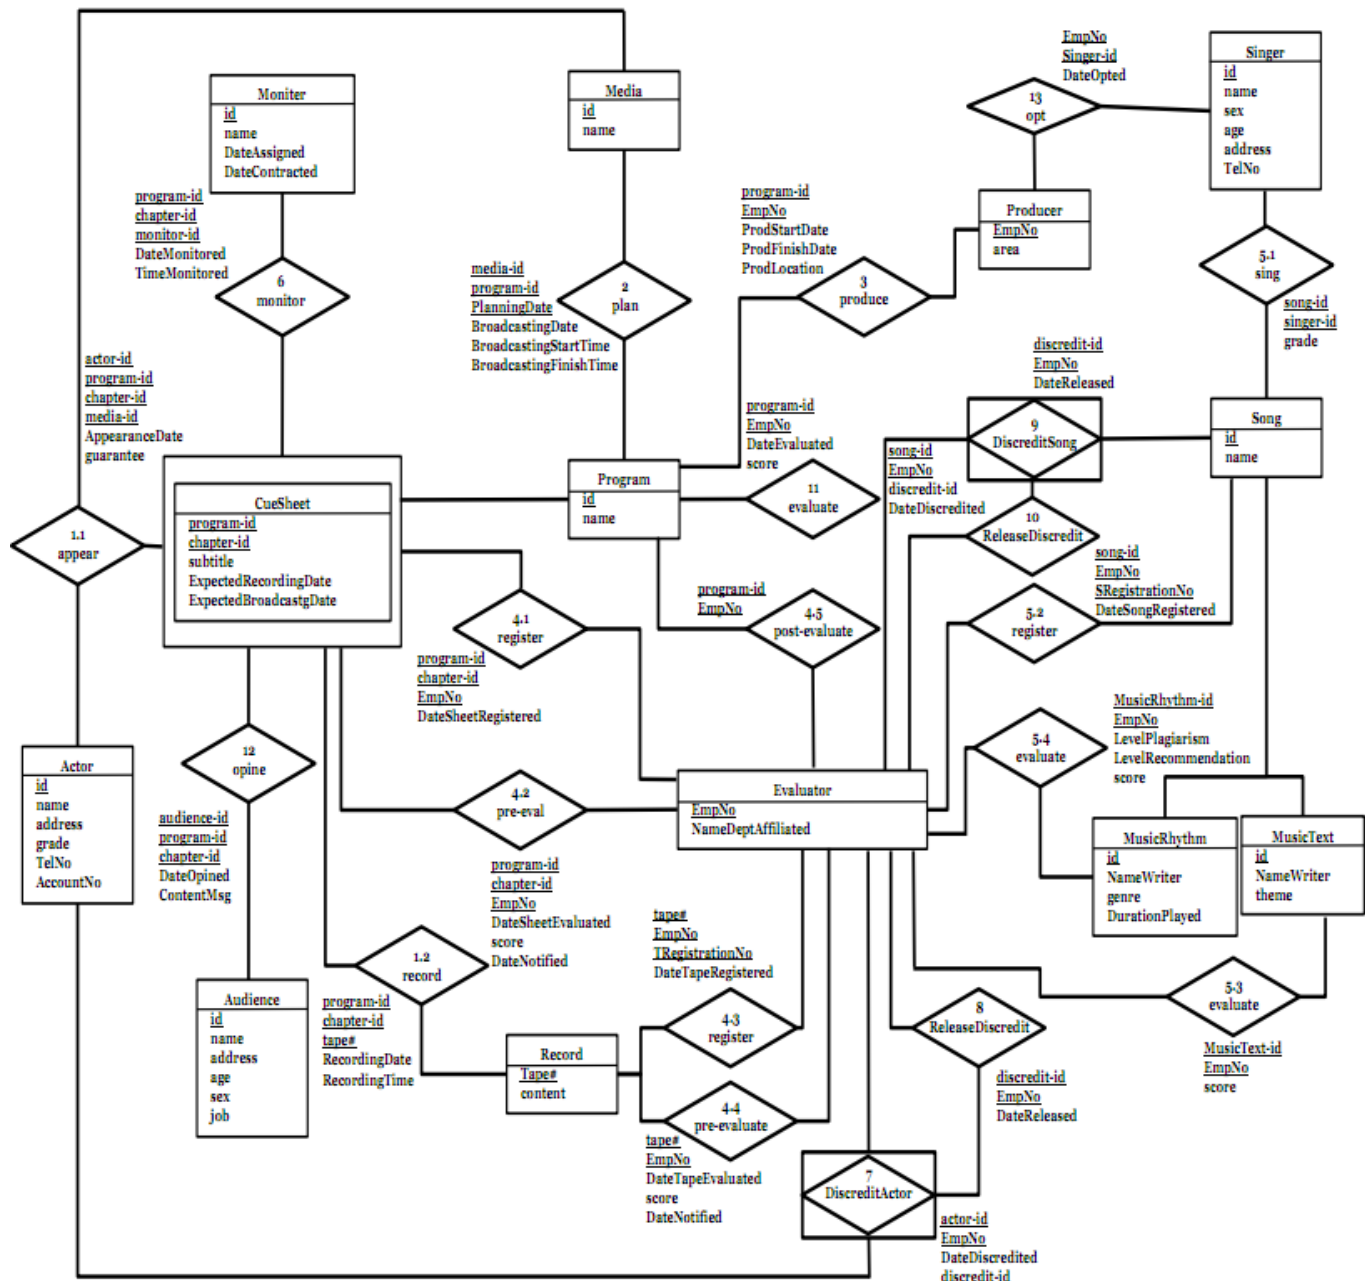 EmpNo
Singer-id
DateOpted
Singer
id
name
sex
age
address
TelNo
13
opt
Moniter
id
name
DateAssigned
DateContracted
Media
id
name
program-id
chapter-id
monitor-id
DateMonitored
TimeMonitored
6
monitor
media-id
program-id
PlanningDate
BroadcastingDate
BroadcastingStartTime
BroadcastingFinishTime
2
plan
program-id
EmpNo
ProdStartDate
ProdFinishDate
ProdLocation
3
produce
Producer
EmpNo
area
5.1
sing
song-id
singer-id
grade
actor-id
program-id
chapter-id
media-id
AppearanceDate
guarantee
discredit-id
EmpNo
DateReleased
program-id
EmpNo
DateEvaluated
score
9
DiscreditSong
Song
id
name
song-id
EmpNo
discredit-id
DateDiscredited
CueSheet
program-id
chapter-id
subtitle
ExpectedRecordingDate
ExpectedBroadcastgDate
Program
id
name
11
evaluate
10
ReleaseDiscredit
1.1
appear
song-id
EmpNo
SRegistrationNo
DateSongRegistered
program-id
EmpNo
4.1
register
4.5
post-evaluate
5.2
register
program-id
chapter-id
EmpNo
DateSheetRegistered
MusicRhythm-id
EmpNo
LevelPlagiarism
LevelRecommendation
score
5.4
evaluate
Actor
id
name
address
grade
TelNo
AccountNo
12
opine
audience-id
program-id
chapter-id
DateOpined
ContentMsg
4.2
pre-eval
Evaluator
EmpNo
NameDeptAffiliated
MusicRhythm
id
NameWriter
genre
DurationPlayed
MusicText
id
NameWriter
theme
program-id
chapter-id
EmpNo
DateSheetEvaluated
score
DateNotified
tape#
EmpNo
TRegistrationNo
DateTapeRegistered
1.2
record
5.3
evaluate
Audience
id
name
address
age
sex
job
program-id
chapter-id
tape#
RecordingDate
RecordingTime
4.3
register
8
ReleaseDiscredit
Record
Tape#
content
MusicText-id
EmpNo
score
discredit-id
EmpNo
DateReleased
4.4
pre-evaluate
tape#
EmpNo
DateTapeEvaluated
score
DateNotified
7
DiscreditActor
actor-id
EmpNo
DateDiscredited
discredit-id